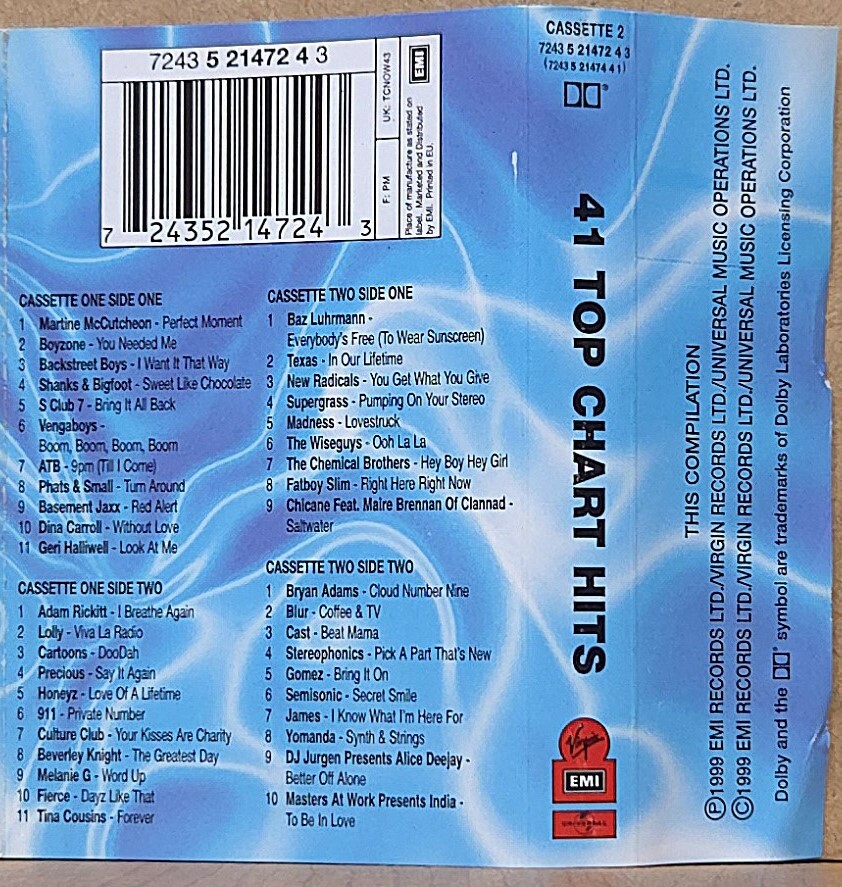 7243 5 21472 4 3
7 24352 14724 3
F: PM
UK: TCNOW43
EMI
Place of manufacture as stated on
label. Marketed and Distributed
by EMI. Printed in EU.
CASSETTE ONE SIDE ONE
1 Martine McCutcheon - Perfect Moment
2 Boyzone - You Needed Me
3 Backstreet Boys - I Want It That Way
4 Shanks & Bigfoot - Sweet Like Chocolate
5 S Club 7 - Bring It All Back
6 Vengaboys -
Boom, Boom, Boom, Boom
7 ATB - 9pm (Till I Come)
8 Phats & Small - Turn Around
9 Basement Jaxx - Red Alert
10 Dina Carroll - Without Love
11 Geri Halliwell - Look At Me
CASSETTE ONE SIDE TWO
1 Adam Rickitt - I Breathe Again
2 Lolly - Viva La Radio
3 Cartoons - DooDah
4 Precious - Say It Again
5 Honeyz - Love Of A Lifetime
6 911 - Private Number
7 Culture Club - Your Kisses Are Charity
8 Beverley Knight - The Greatest Day
9 Melanie G - Word Up
10 Fierce - Dayz Like That
11 Tina Cousins - Forever
CASSETTE TWO SIDE ONE
1 Baz Luhrmann -
Everybody's Free (To Wear Sunscreen)
2 Texas - In Our Lifetime
3 New Radicals - You Get What You Give
4 Supergrass - Pumping On Your Stereo
5 Madness - Lovestruck
6 The Wiseguys - Ooh La La
7 The Chemical Brothers - Hey Boy Hey Girl
8 Fatboy Slim - Right Here Right Now
9 Chicane Feat. Maire Brennan Of Clannad -
Saltwater
CASSETTE TWO SIDE TWO
1 Bryan Adams - Cloud Number Nine
2 Blur - Coffee & TV
3 Cast - Beat Mama
4 Stereophonics - Pick A Part That's New
5 Gomez - Bring It On
6 Semisonic - Secret Smile
7 James - I Know What I'm Here For
8 Yomanda - Synth & Strings
9 DJ Jurgen Presents Alice Deejay -
Better Off Alone
10 Masters At Work Presents India -
To Be In Love
CASSETTE 2
7243 5 21472 4 3
(7243 5 21474 4 1)
41 TOP CHART HITS
Virgin
EMI
UNIVERSAL
THIS COMPILATION
Ⓟ1999 EMI RECORDS LTD./VIRGIN RECORDS LTD./UNIVERSAL MUSIC OPERATIONS LTD.
©1999 EMI RECORDS LTD./VIRGIN RECORDS LTD./UNIVERSAL MUSIC OPERATIONS LTD.
Dolby and the symbol are trademarks of Dolby Laboratories Licensing Corporation